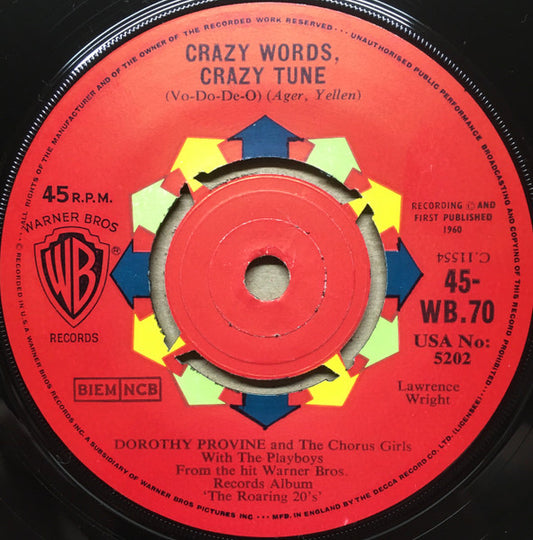 ALL RIGHTS OF THE MANUFACTURER AND OF THE OWNER OF THE RECORDED WORK RESERVED... UNAUTHORISED PUBLIC PERFORMANCE BROADCASTING AND COPYING OF THIS RECORD PROHIBITED
CRAZY WORDS,
CRAZY TUNE
(Vo-Do-De-O) (Ager, Yellen)
45 R.P.M.
WARNER BROS
WB
®
RECORDS
RECORDING © AND
FIRST PUBLISHED
1960
C.11554
45-
WB.70
USA No:
5202
BIEM NCB
Lawrence
Wright
DOROTHY PROVINE and The Chorus Girls
With The Playboys
From the hit Warner Bros.
Records Album
'The Roaring 20's'
© RECORDED IN U.S.A. WARNER BROS. RECORDS INC. A SUBSIDIARY OF WARNER BROS PICTURES INC ... MFD. IN ENGLAND BY THE DECCA RECORD CO. LTD. (LICENSEES)